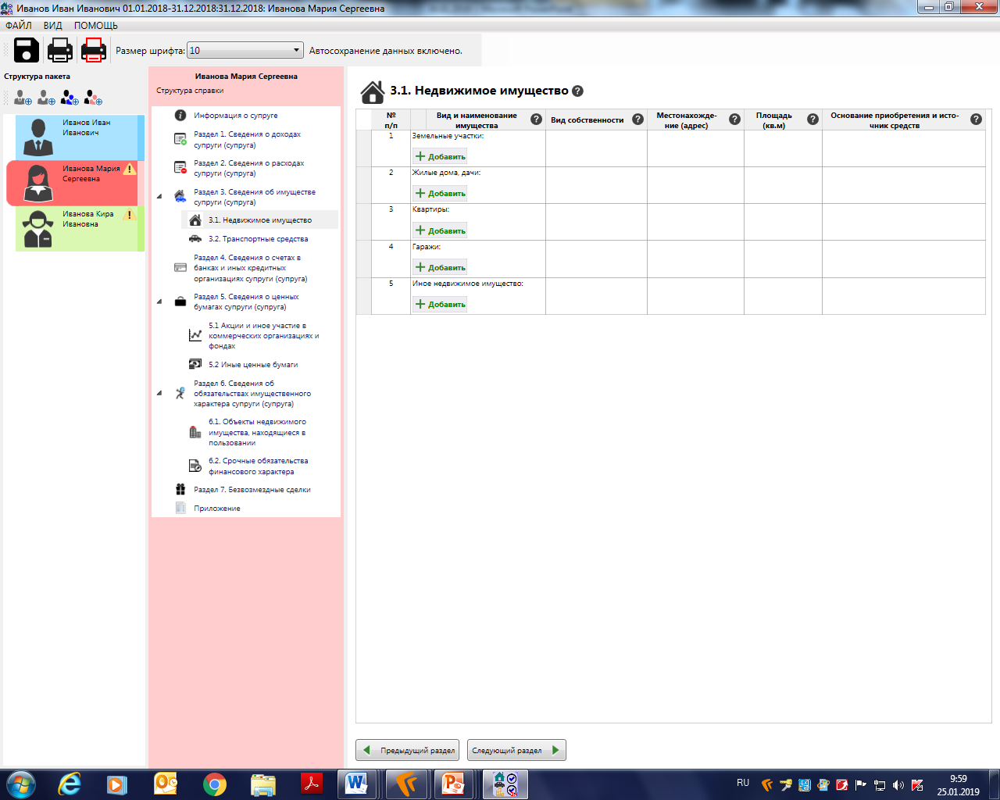 Иванов Иван Иванович 01.01.2018-31.12.2018:31.12.2018: Иванова Мария Сергеевна
ФАЙЛ ВИД ПОМОЩЬ
Размер шрифта: 10 Автосохранение данных включено.
Структура пакета
Иванов Иван
Иванович
Иванова Мария
Сергеевна
Иванова Кира
Ивановна
Иванова Мария Сергеевна
Структура справки
Информация о супруге
Раздел 1. Сведения о доходах
супруги (супруга)
Раздел 2. Сведения о расходах
супруги (супруга)
Раздел 3. Сведения об имуществе
супруги (супруга)
3.1. Недвижимое имущество
3.2. Транспортные средства
Раздел 4. Сведения о счетах в
банках и иных кредитных
организациях супруги (супруга)
Раздел 5. Сведения о ценных
бумагах супруги (супруга)
5.1 Акции и иное участие в
коммерческих организациях и
фондах
5.2 Иные ценные бумаги
Раздел 6. Сведения об
обязательствах имущественного
характера супруги (супруга)
6.1. Объекты недвижимого
имущества, находящиеся в
пользовании
6.2. Срочные обязательства
финансового характера
Раздел 7. Безвозмездные сделки
Приложение
3.1. Недвижимое имущество ?
№
п/п
Вид и наименование
имущества ?
Вид собственности ?
Местонахожде-
ние (адрес) ?
Площадь
(кв.м) ?
Основание приобретения и исто-
чник средств ?
1 Земельные участки:
Добавить
2 Жилые дома, дачи:
Добавить
3 Квартиры:
Добавить
4 Гаражи:
Добавить
5 Иное недвижимое имущество:
Добавить
Предыдущий раздел Следующий раздел
RU
9:59
25.01.2019